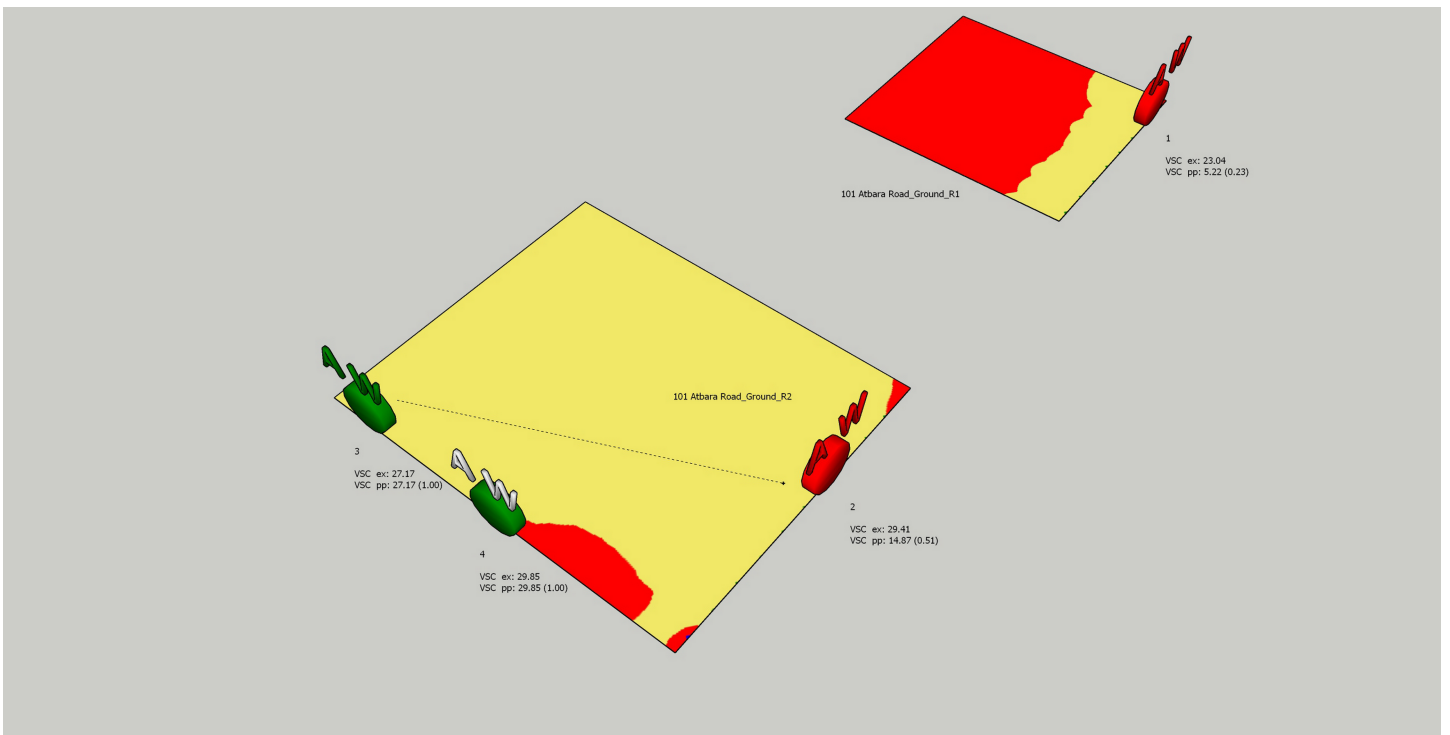 1
VSC ex: 23.04
VSC pp: 5.22 (0.23)
101 Atbara Road_Ground_R1
101 Atbara Road_Ground_R2
3
VSC ex: 27.17
VSC pp: 27.17 (1.00)
2
VSC ex: 29.41
VSC pp: 14.87 (0.51)
4
VSC ex: 29.85
VSC pp: 29.85 (1.00)